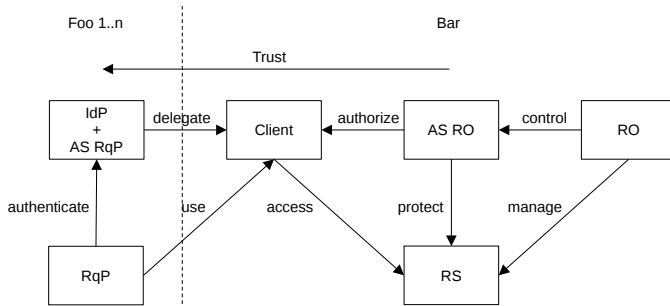 Foo 1..n
Bar
Trust
IdP
+
AS RqP
delegate
Client
authorize
AS RO
control
RO
authenticate
use
access
protect
manage
RqP
RS